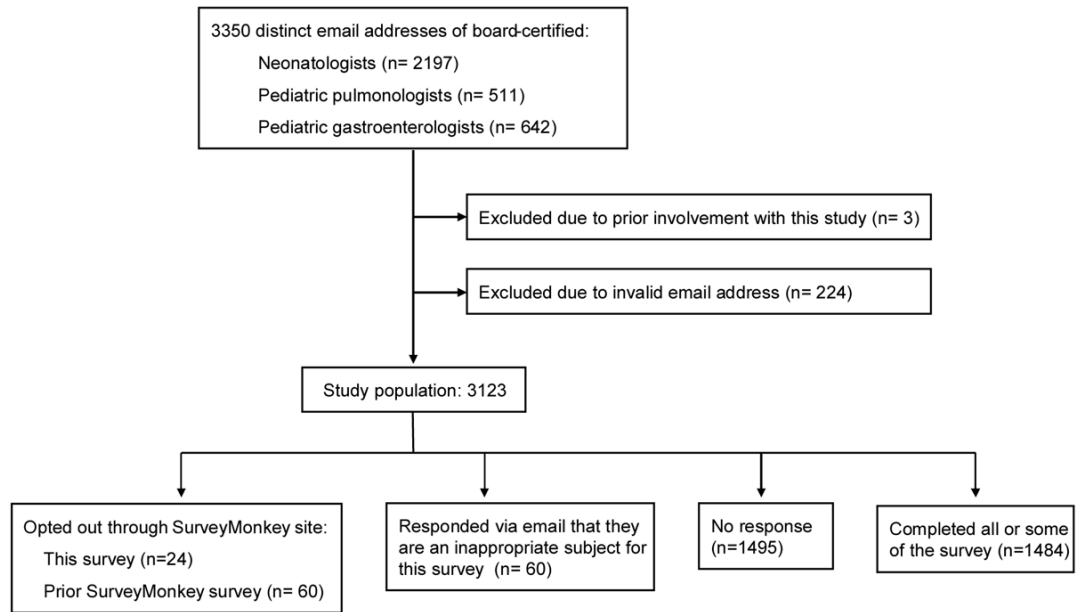 3350 distinct email addresses of board-certified:
Neonatologists (n= 2197)
Pediatric pulmonologists (n= 511)
Pediatric gastroenterologists (n= 642)
Excluded due to prior involvement with this study (n= 3)
Excluded due to invalid email address (n= 224)
Study population: 3123
Opted out through SurveyMonkey site:
This survey (n=24)
Prior SurveyMonkey survey (n= 60)
Responded via email that they
are an inappropriate subject for
this survey (n= 60)
No response
(n=1495)
Completed all or some
of the survey (n=1484)